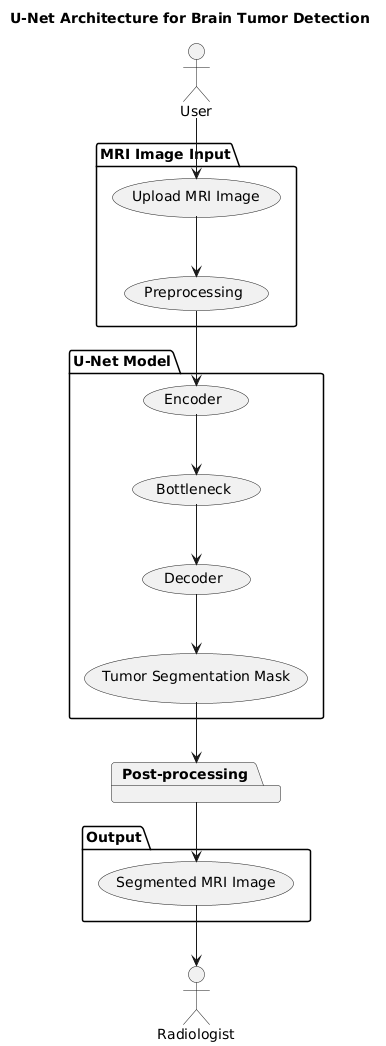 U-Net Architecture for Brain Tumor Detection
User
MRI Image Input
Upload MRI Image
Preprocessing
U-Net Model
Encoder
Bottleneck
Decoder
Tumor Segmentation Mask
Post-processing
Output
Segmented MRI Image
Radiologist